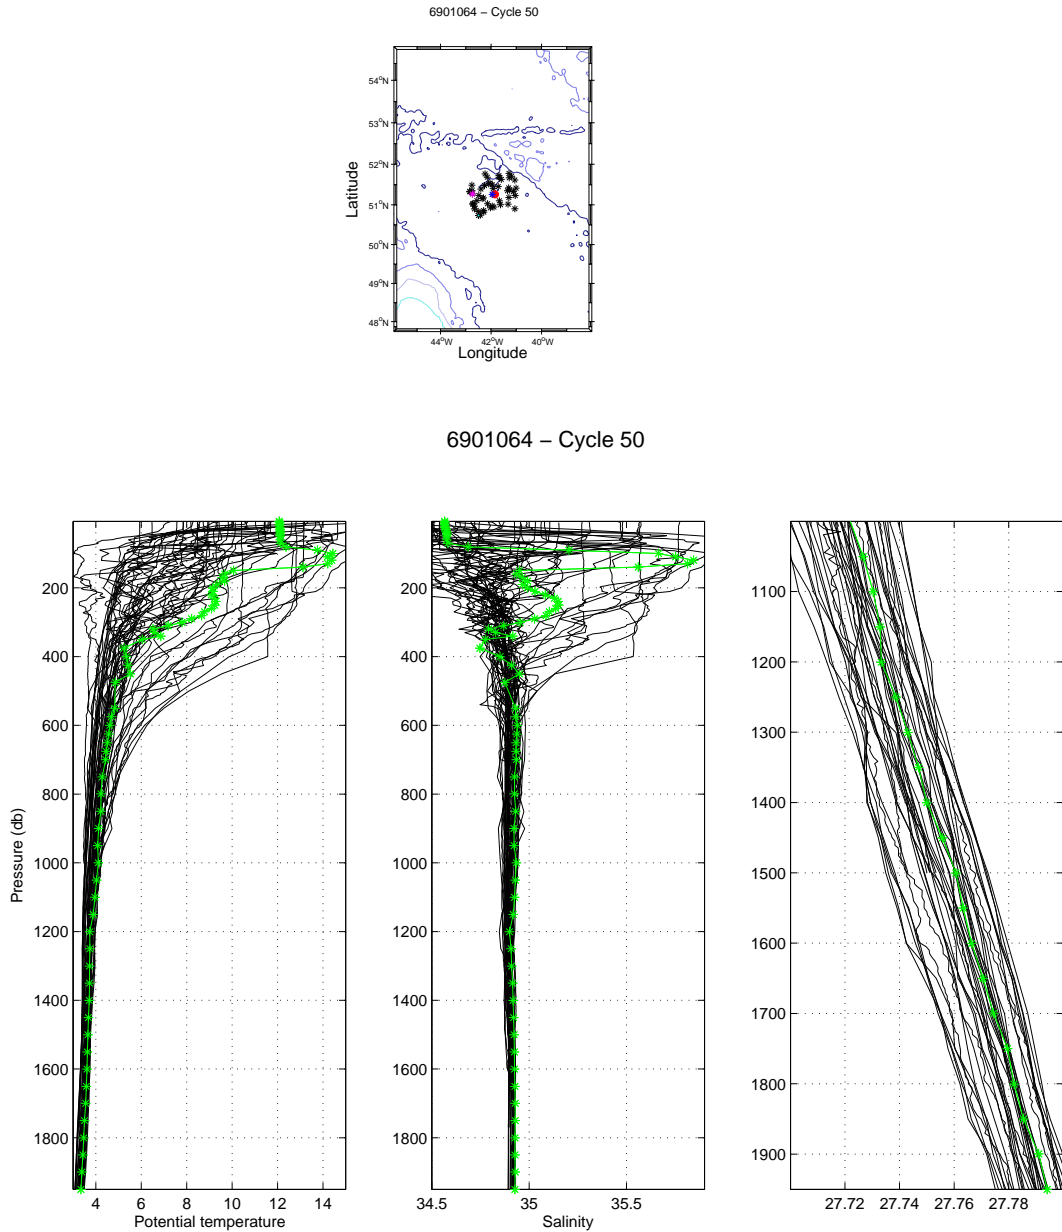 6901064 − Cycle 50
54°N
53°N
52°N
51°N
50°N
49°N
48°N
Latitude
44°W 42°W 40°W
Longitude
6901064 − Cycle 50
200
400
600
800
1000
1200
1400
1600
1800
Pressure (db)
4 6 8 10 12 14
Potential temperature
200
400
600
800
1000
1200
1400
1600
1800
34.5 35 35.5
Salinity
1100
1200
1300
1400
1500
1600
1700
1800
1900
27.72 27.74 27.76 27.78